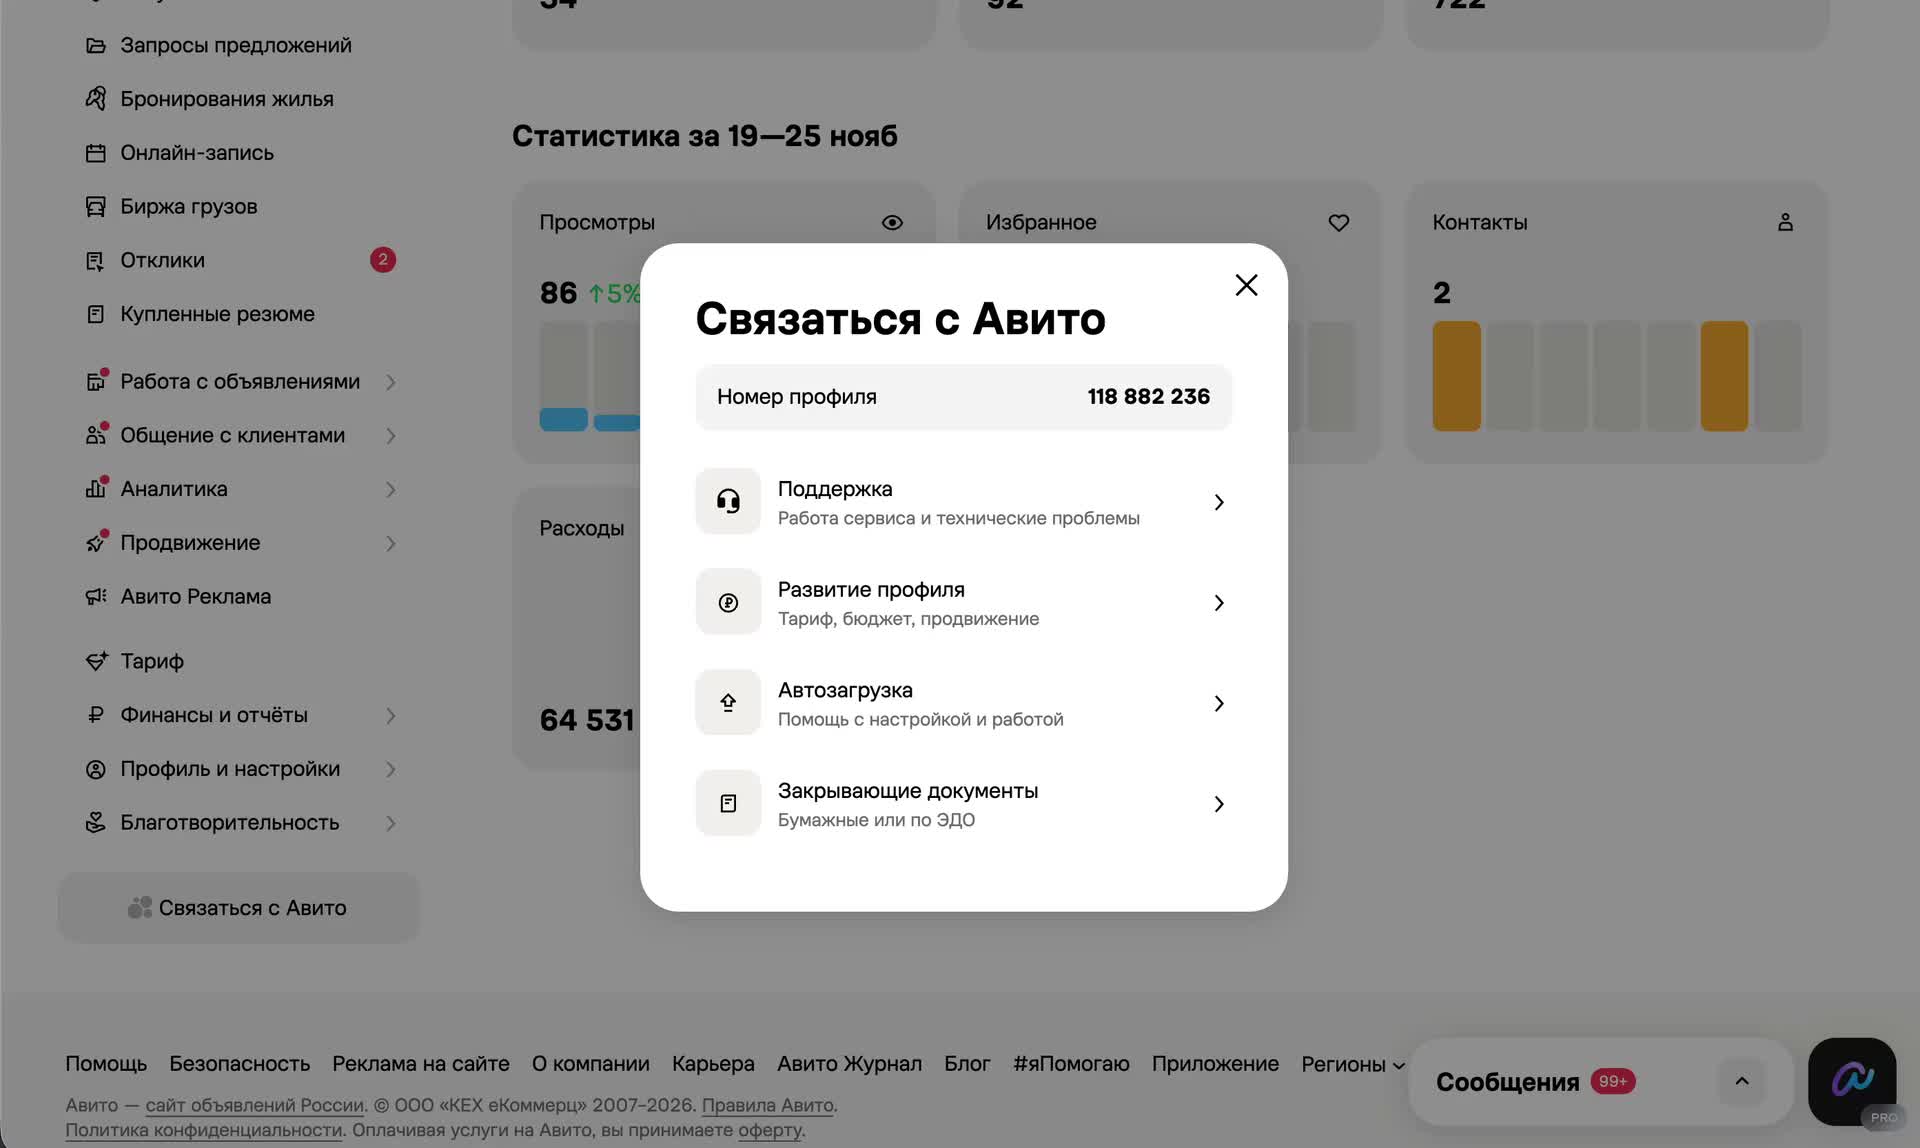 Запросы предложений
Бронирования жилья
Онлайн-запись
Биржа грузов
Отклики 2
Купленные резюме
Работа с объявлениями
Общение с клиентами
Аналитика
Продвижение
Авито Реклама
Тариф
Финансы и отчёты
Профиль и настройки
Благотворительность
Связаться с Авито
Статистика за 19—25 нояб
Просмотры
86 ↑5%
Избранное
Контакты
2
Расходы
64 531
Связаться с Авито
Номер профиля 118 882 236
Поддержка
Работа сервиса и технические проблемы
Развитие профиля
Тариф, бюджет, продвижение
Автозагрузка
Помощь с настройкой и работой
Закрывающие документы
Бумажные или по ЭДО
Помощь Безопасность Реклама на сайте О компании Карьера Авито Журнал Блог #яПомогаю Приложение Регионы
Авито — сайт объявлений России. © ООО «КЕХ еКоммерц» 2007–2026. Правила Авито.
Политика конфиденциальности. Оплачивая услуги на Авито, вы принимаете оферту.
Сообщения 99+
PRO